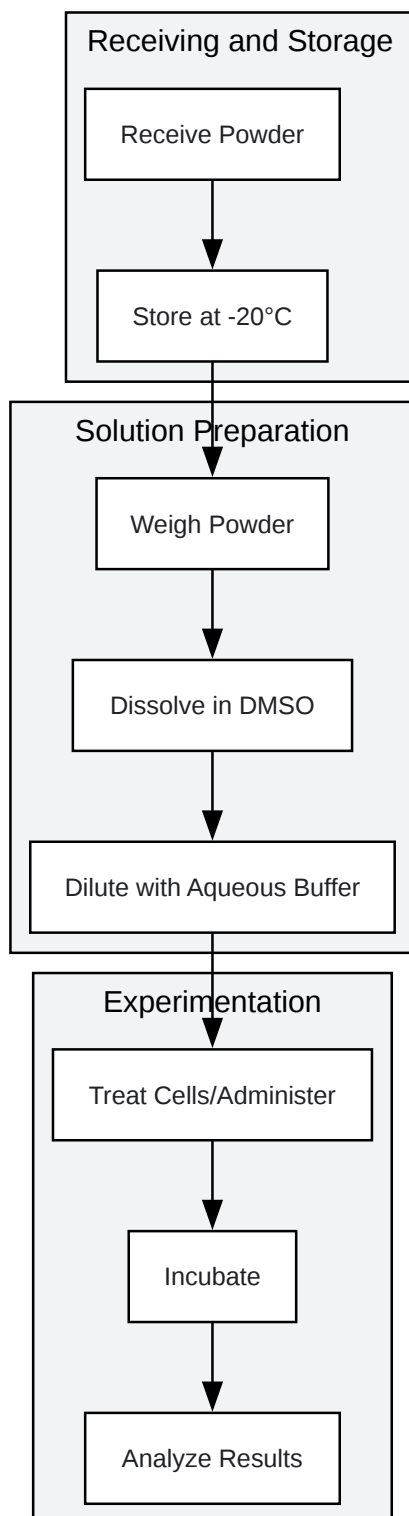 Receiving and Storage
Receive Powder
Store at -20°C
Solution Preparation
Weigh Powder
Dissolve in DMSO
Dilute with Aqueous Buffer
Experimentation
Treat Cells/Administer
Incubate
Analyze Results